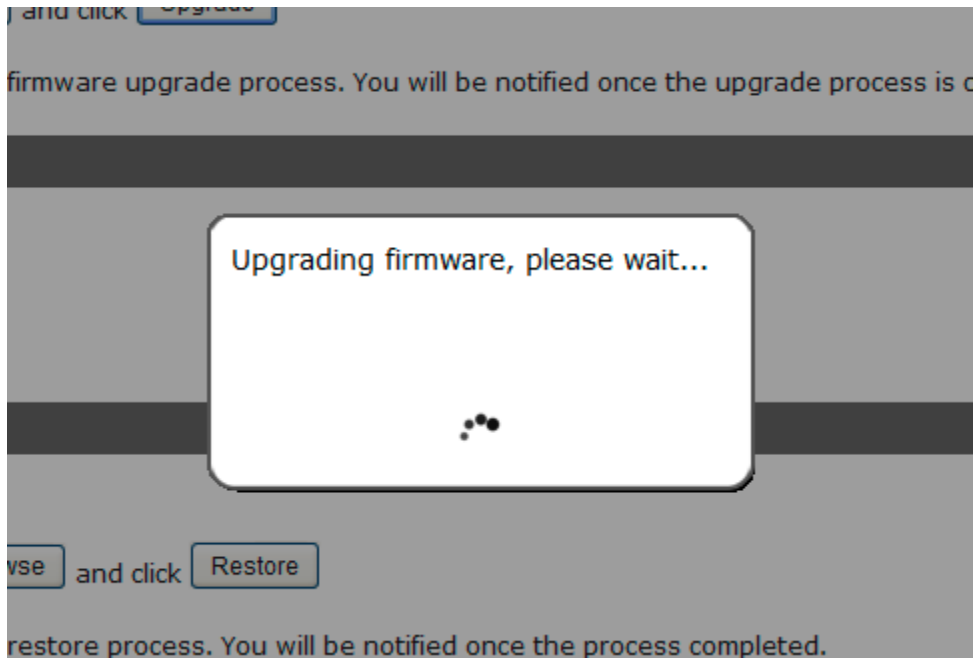 and click Upgrade
firmware upgrade process. You will be notified once the upgrade process is
Upgrading firmware, please wait...
and click Restore
restore process. You will be notified once the process completed.